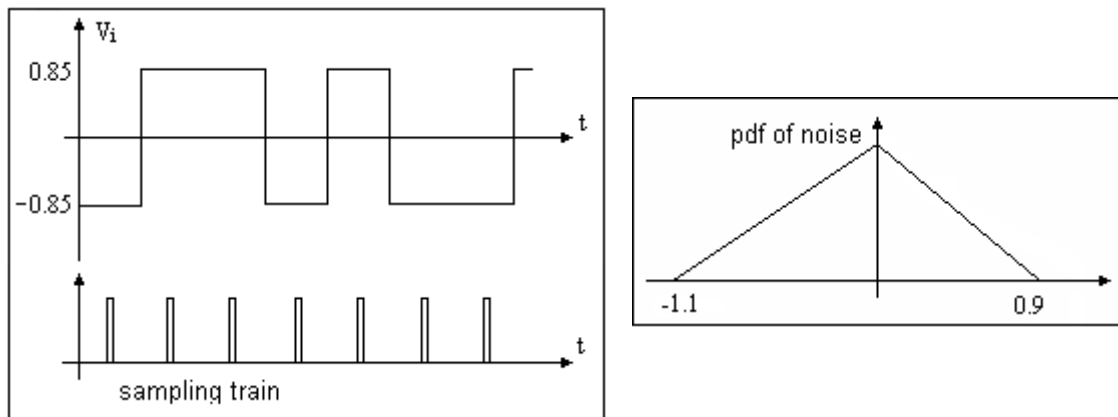 Vi
0.85
t
−0.85
t
sampling train
pdf of noise
-1.1
0.9